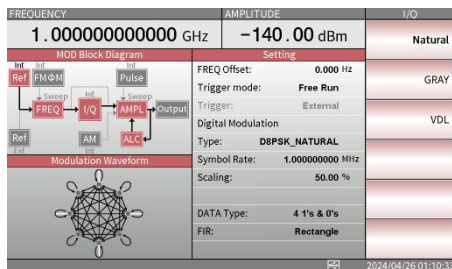 FREQUENCY AMPLITUDE I/Q
1.000000000000 GHz -140.00 dBm Natural
MOD Block Diagram Setting
Int Int Int
Ref FMΦM Pulse
Sweep Int Sweep
FREQ I/Q AMPL Output
Ref AM ALC
Ext Int
FREQ Offset: 0.000 Hz
Trigger mode: Free Run GRAY
Trigger: External
Digital Modulation VDL
Type: D8PSK_NATURAL
Modulation Waveform
Symbol Rate: 1.000000000 MHz
Scaling: 50.00 %
DATA Type: 4 1's & 0's
FIR: Rectangle
2024/04/26 01:10:3